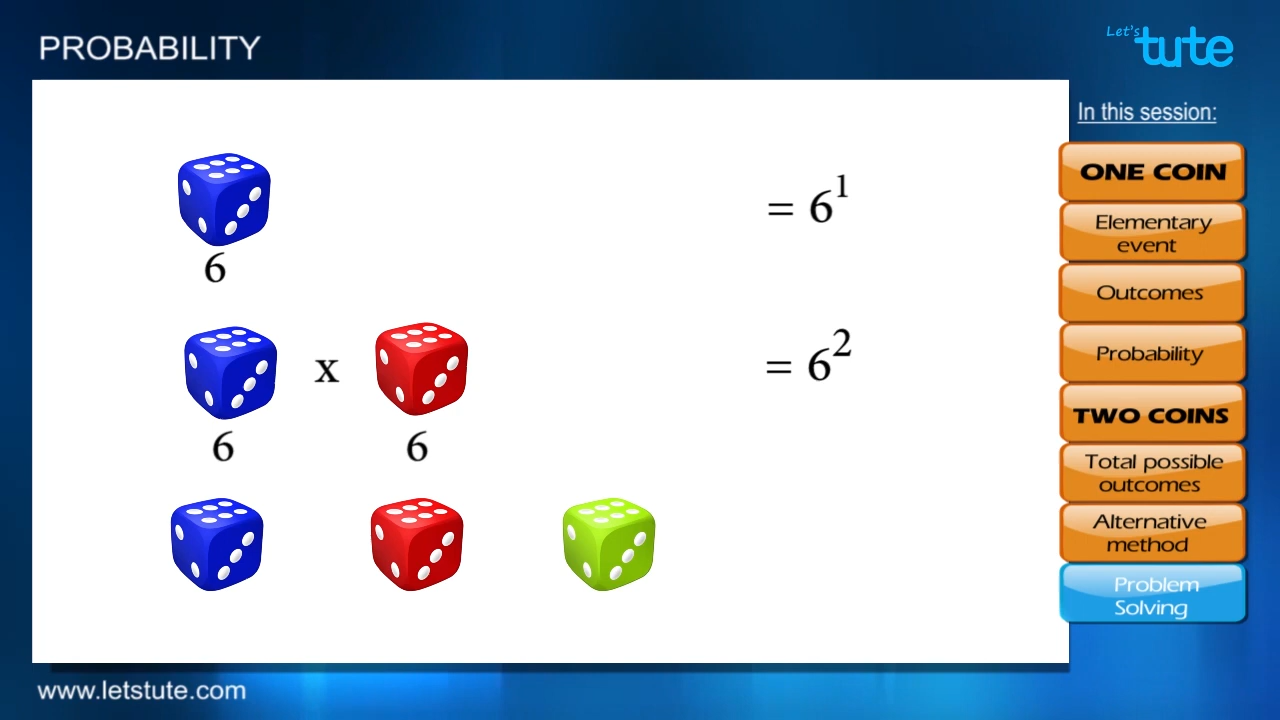 PROBABILITY
Let's
tute
In this session:
ONE COIN
Elementary
event
Outcomes
Probability
TWO COINS
Total possible
outcomes
Alternative
method
Problem
Solving
= 6¹
6
x
= 6²
6 6
www.letstute.com